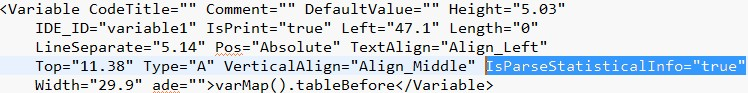 <Variable CodeTitle="" Comment="" DefaultValue="" Height="5.03"
IDE_ID="variable1" IsPrint="true" Left="47.1" Length="0"
LineSeparate="5.14" Pos="Absolute" TextAlign="Align_Left"
Top="11.38" Type="A" VerticalAlign="Align_Middle" IsParseStatisticalInfo="true"
Width="29.9" ade="">varMap().tableBefore</Variable>